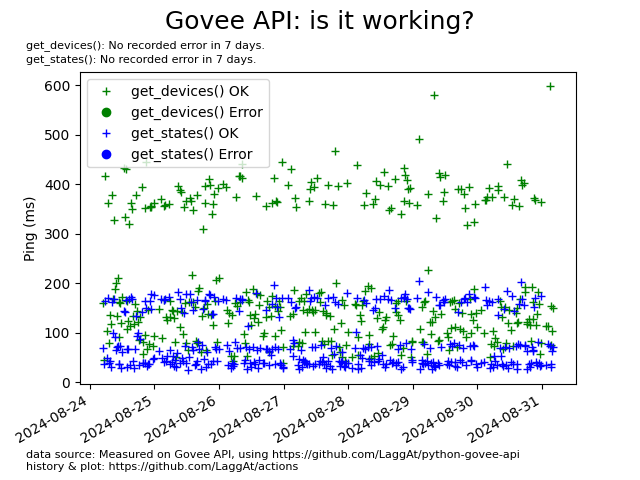 Govee API: is it working?
get_devices(): No recorded error in 7 days.
get_states(): No recorded error in 7 days.
get_devices() OK
get_devices() Error
get_states() OK
get_states() Error
Ping (ms)
600
500
400
300
200
100
0
2024-08-24
2024-08-25
2024-08-26
2024-08-27
2024-08-28
2024-08-29
2024-08-30
2024-08-31
data source: Measured on Govee API, using https://github.com/LaggAt/python-govee-api
history & plot: https://github.com/LaggAt/actions